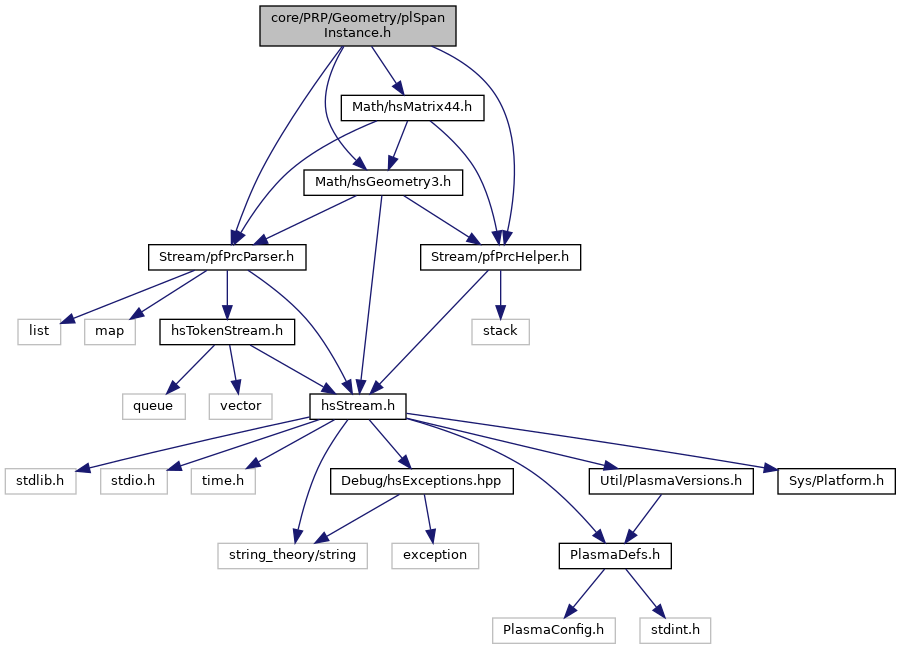 core/PRP/Geometry/plSpan
Instance.h
Math/hsMatrix44.h
Math/hsGeometry3.h
Stream/pfPrcParser.h
Stream/pfPrcHelper.h
list
map
hsTokenStream.h
stack
queue
vector
hsStream.h
stdlib.h
stdio.h
time.h
Debug/hsExceptions.hpp
Util/PlasmaVersions.h
Sys/Platform.h
string_theory/string
exception
PlasmaDefs.h
PlasmaConfig.h
stdint.h